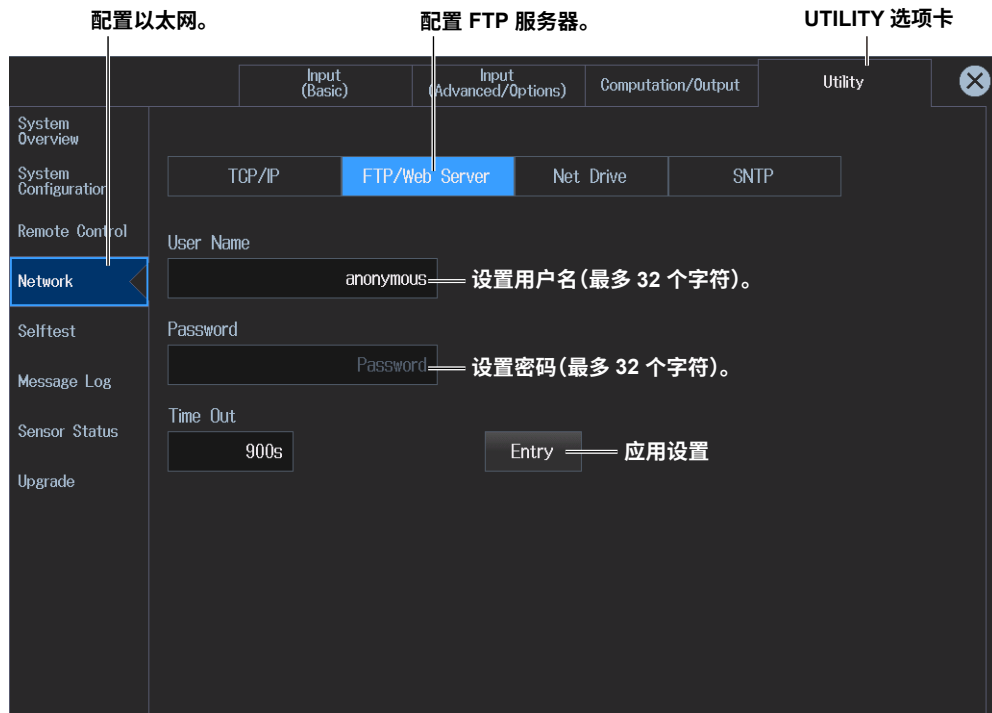 配置以太网。
配置 FTP 服务器。
UTILITY 选项卡
Input
(Basic)
Input
(Advanced/Options)
Computation/Output
Utility
System
Overview
System
Configuration
Remote Control
Network
Selftest
Message Log
Sensor Status
Upgrade
TCP/IP
FTP/Web Server
Net Drive
SNTP
User Name
anonymous
设置用户名(最多 32 个字符)。
Password
Password
设置密码(最多 32 个字符)。
Time Out
900s
Entry
应用设置